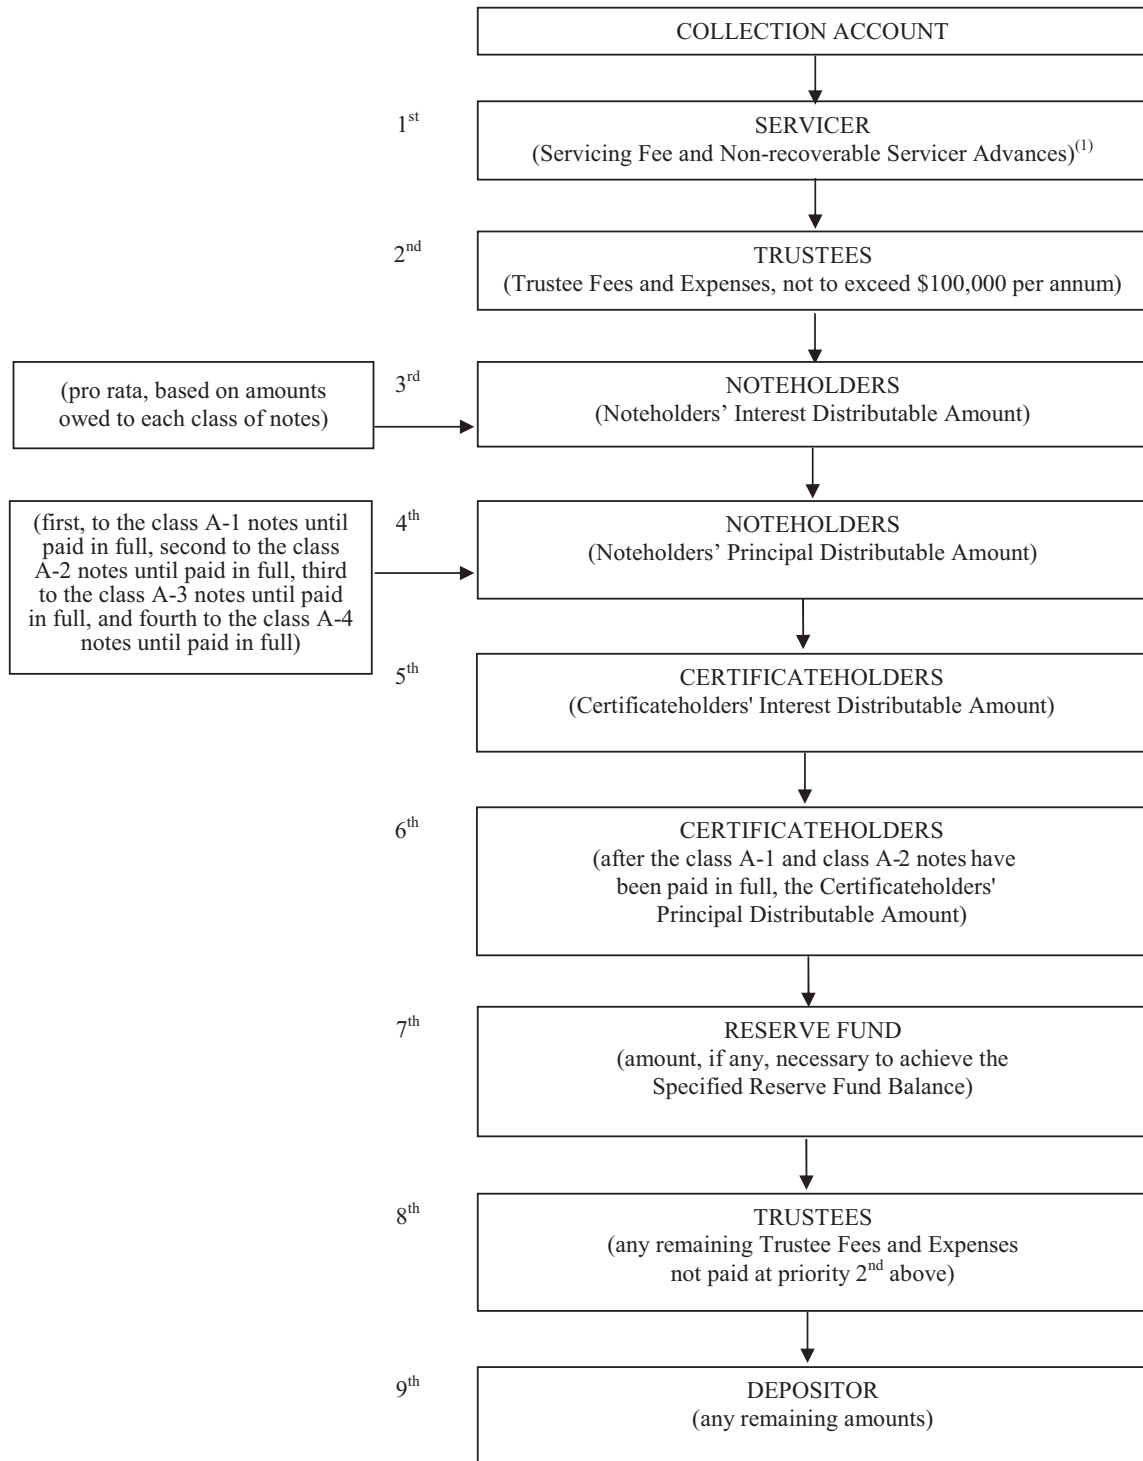 COLLECTION ACCOUNT
1st
SERVICER
(Servicing Fee and Non-recoverable Servicer Advances)(1)
2nd
TRUSTEES
(Trustee Fees and Expenses, not to exceed $100,000 per annum)
(pro rata, based on amounts
owed to each class of notes)
3rd
NOTEHOLDERS
(Noteholders’ Interest Distributable Amount)
(first, to the class A-1 notes until
paid in full, second to the class
A-2 notes until paid in full, third
to the class A-3 notes until paid
in full, and fourth to the class A-4
notes until paid in full)
4th
NOTEHOLDERS
(Noteholders’ Principal Distributable Amount)
5th
CERTIFICATEHOLDERS
(Certificateholders' Interest Distributable Amount)
6th
CERTIFICATEHOLDERS
(after the class A-1 and class A-2 notes have
been paid in full, the Certificateholders'
Principal Distributable Amount)
7th
RESERVE FUND
(amount, if any, necessary to achieve the
Specified Reserve Fund Balance)
8th
TRUSTEES
(any remaining Trustee Fees and Expenses
not paid at priority 2nd above)
9th
DEPOSITOR
(any remaining amounts)